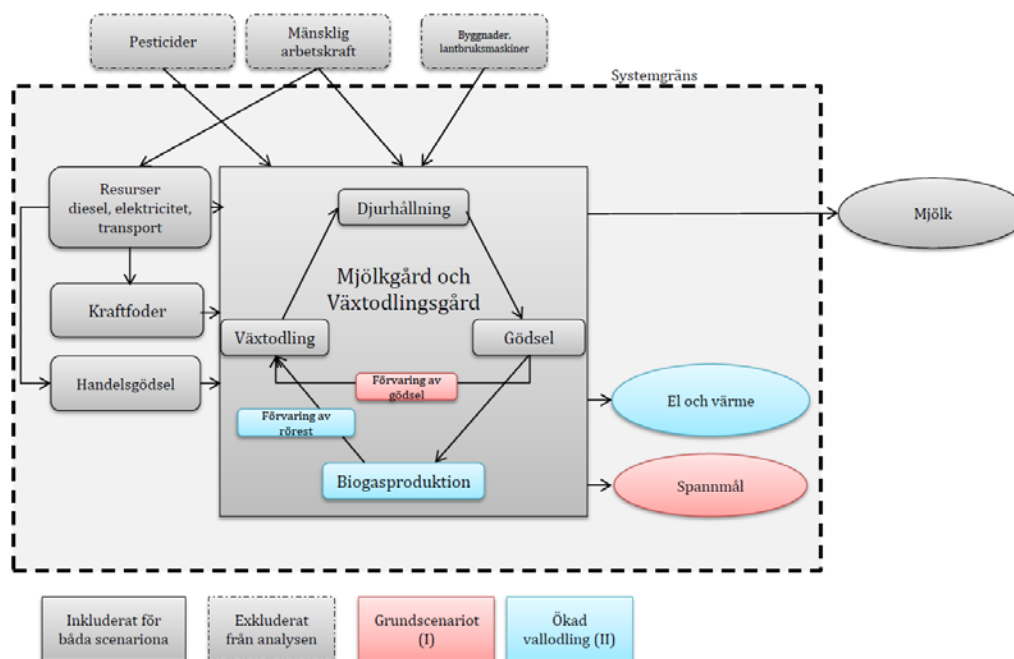 Pesticider
Mänsklig
arbetskraft
Byggnader,
lantbruksmaskiner
Systemgräns
Resurser
diesel, elektricitet,
transport
Djurhållning
Mjölk
Mjölkgård och
Växtodlingsgård
Kraftfoder
Växtodling
Gödsel
Handelsgödsel
Förvaring av
gödsel
El och värme
Förvaring av
rörest
Biogasproduktion
Spannmål
Inkluderat för
båda scenariona
Exkluderat
från analysen
Grundscenariot
(I)
Ökad
vallodling (II)